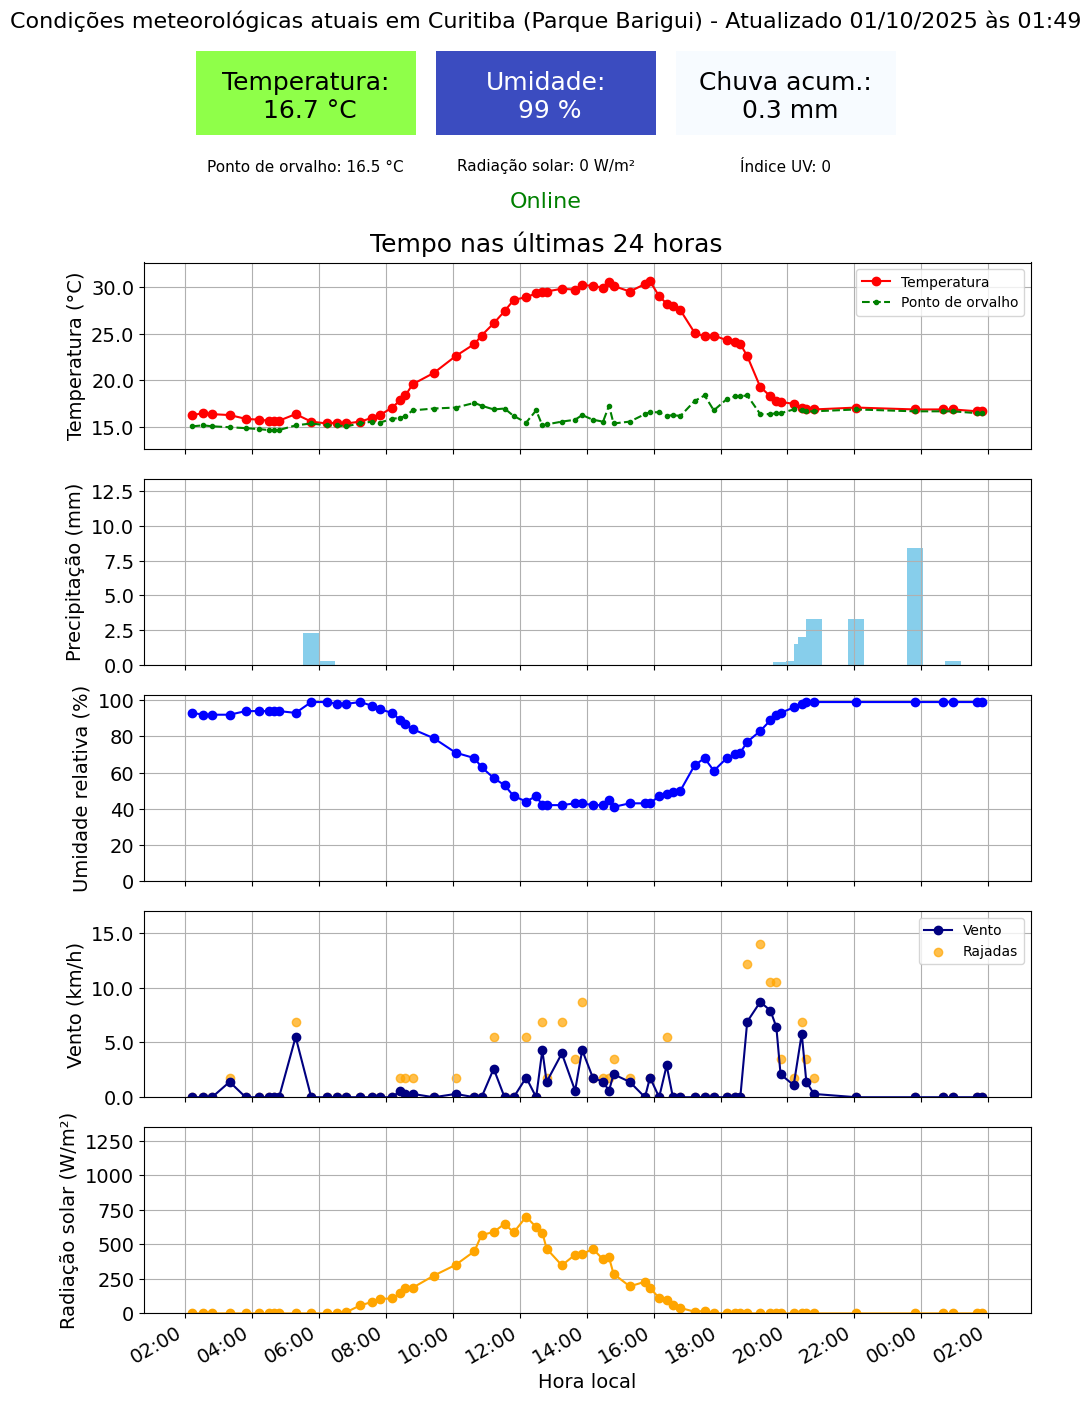 Condições meteorológicas atuais em Curitiba (Parque Barigui) - Atualizado 01/10/2025 às 01:49
Temperatura:
16.7 °C
Umidade:
99 %
Chuva acum.:
0.3 mm
Ponto de orvalho: 16.5 °C
Radiação solar: 0 W/m²
Índice UV: 0
Online
Tempo nas últimas 24 horas
Temperatura (°C)
30.0
25.0
20.0
15.0
Temperatura
Ponto de orvalho
Precipitação (mm)
12.5
10.0
7.5
5.0
2.5
0.0
Umidade relativa (%)
100
80
60
40
20
0
Vento (km/h)
15.0
10.0
5.0
0.0
Vento
Rajadas
Radiação solar (W/m²)
1250
1000
750
500
250
0
02:00
04:00
06:00
08:00
10:00
12:00
14:00
16:00
18:00
20:00
22:00
00:00
02:00
Hora local